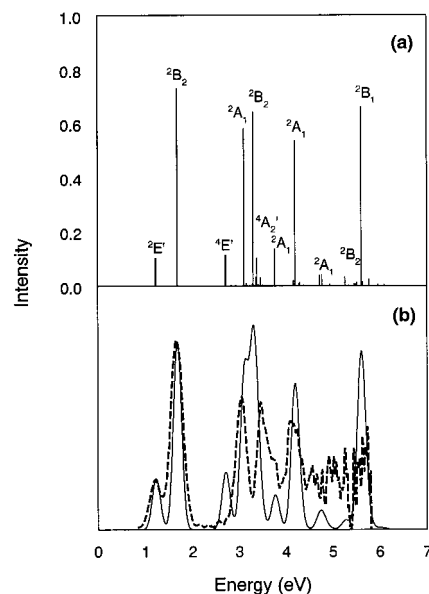 1.0
(a)
0.8
²B₂
²B₂
²B₁
²A₁
²A₁
0.6
0.4
⁴A₂'
²E'
⁴E'
²A₁
0.2
²A₁
²B₂
0.0
Intensity
(b)
0 1 2 3 4 5 6 7
Energy (eV)